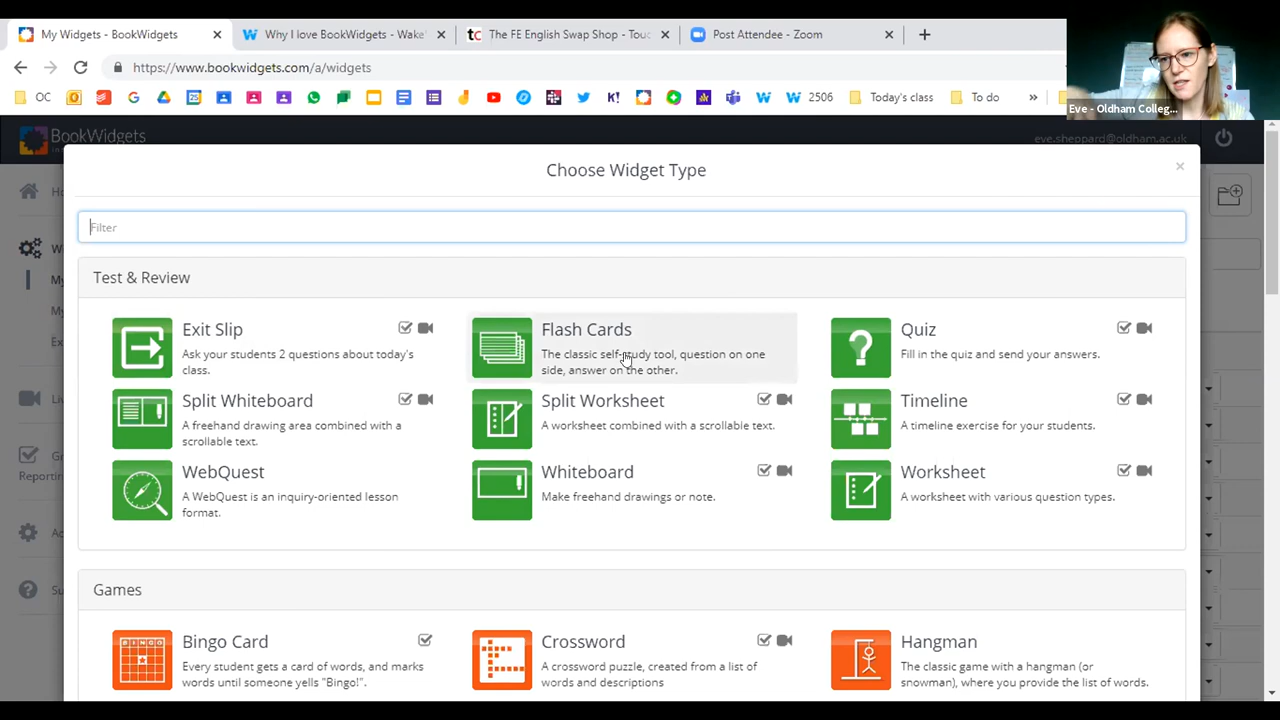 My Widgets - BookWidgets
Why I love BookWidgets - Wake
The FE English Swap Shop - Touc
Post Attendee - Zoom
https://www.bookwidgets.com/a/widgets
OC
2506
Today's class
To do
Eve - Oldham Colleg...
BookWidgets
eve.sheppard@oldham.ac.uk
Choose Widget Type
Filter
Test & Review
Exit Slip
Ask your students 2 questions about today's
class.
Flash Cards
The classic self-study tool, question on one
side, answer on the other.
Quiz
Fill in the quiz and send your answers.
Split Whiteboard
A freehand drawing area combined with a
scrollable text.
Split Worksheet
A worksheet combined with a scrollable text.
Timeline
A timeline exercise for your students.
WebQuest
A WebQuest is an inquiry-oriented lesson
format.
Whiteboard
Make freehand drawings or note.
Worksheet
A worksheet with various question types.
Games
Bingo Card
Every student gets a card of words, and marks
words until someone yells "Bingo!".
Crossword
A crossword puzzle, created from a list of
words and descriptions
Hangman
The classic game with a hangman (or
snowman), where you provide the list of words.